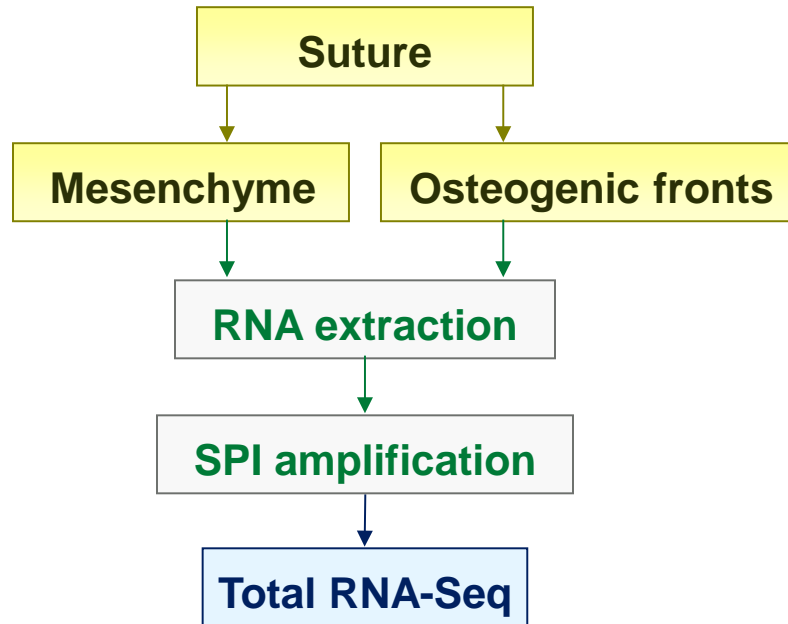 Suture
Mesenchyme
Osteogenic fronts
RNA extraction
SPI amplification
Total RNA-Seq